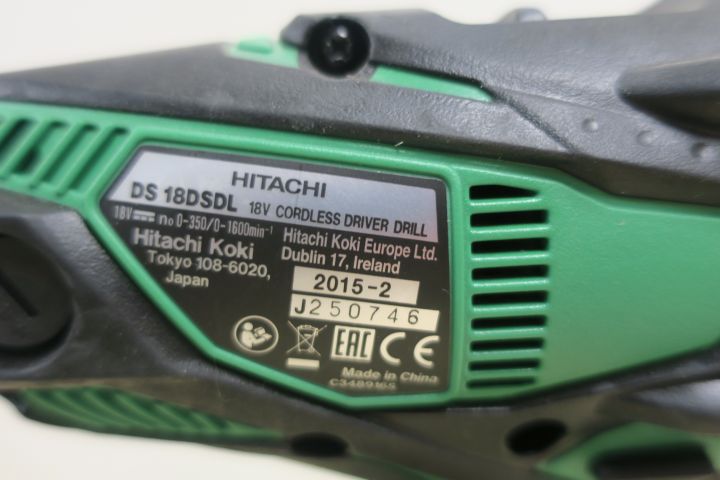 HITACHI
DS 18DSDL 18V CORDLESS DRIVER DRILL
18V⎓ no 0-350/0-1600min⁻¹
Hitachi Koki
Tokyo 108-6020,
Japan
Hitachi Koki Europe Ltd.
Dublin 17, Ireland
2015-2
J250746
EAC CE
Made in China